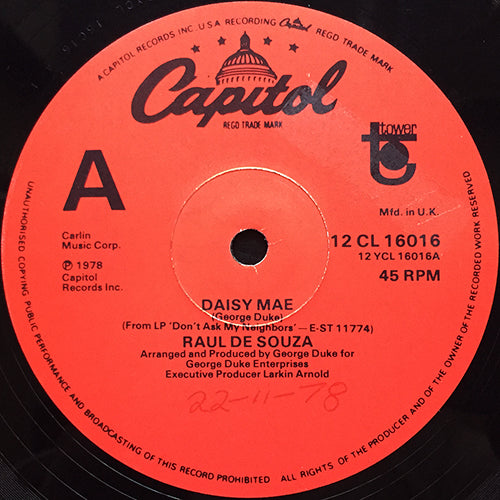 A CAPITOL RECORDS INC. U.S.A RECORDING
REGD TRADE MARK
Capitol
Capitol
REGD TRADE MARK
tower
t
A
Mfd. in U.K.
Carlin
Music Corp.
℗ 1978
Capitol
Records Inc.
12 CL 16016
12 YCL 16016A
45 RPM
DAISY MAE
(George Duke)
(From LP 'Don't Ask My Neighbors' – E-ST 11774)
RAUL DE SOUZA
Arranged and Produced by George Duke for
George Duke Enterprises
Executive Producer Larkin Arnold
22-11-78
UNAUTHORISED COPYING PUBLIC PERFORMANCE AND BROADCASTING OF THIS RECORD PROHIBITED. ALL RIGHTS OF THE PRODUCER AND OF THE OWNER OF THE RECORDED WORK RESERVED